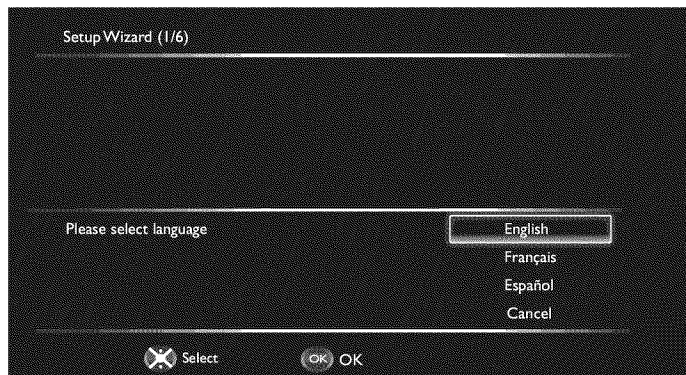 Setup Wizard (1/6)
Please select language
English
Français
Español
Cancel
Select
OK OK